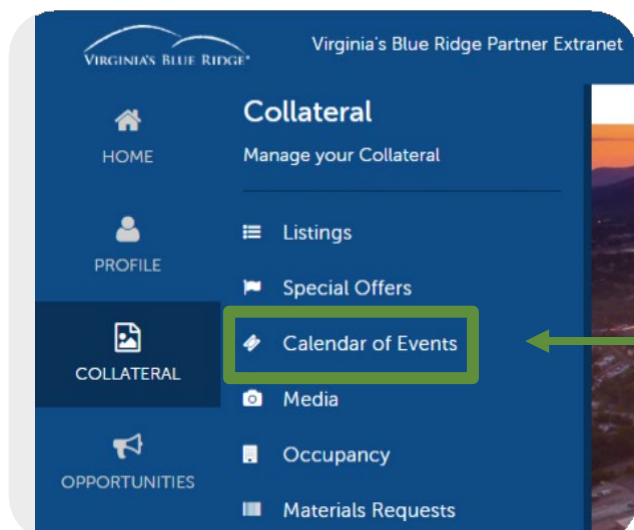 VIRGINIA'S BLUE RIDGE®
Virginia's Blue Ridge Partner Extranet
HOME
PROFILE
COLLATERAL
OPPORTUNITIES
Collateral
Manage your Collateral
Listings
Special Offers
Calendar of Events
Media
Occupancy
Materials Requests